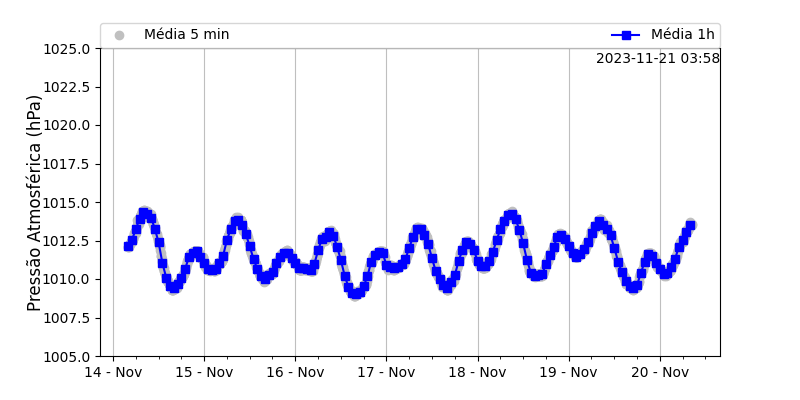 Média 5 min
Média 1h
2023-11-21 03:58
Pressão Atmosférica (hPa)
1025.0
1022.5
1020.0
1017.5
1015.0
1012.5
1010.0
1007.5
1005.0
14 - Nov
15 - Nov
16 - Nov
17 - Nov
18 - Nov
19 - Nov
20 - Nov